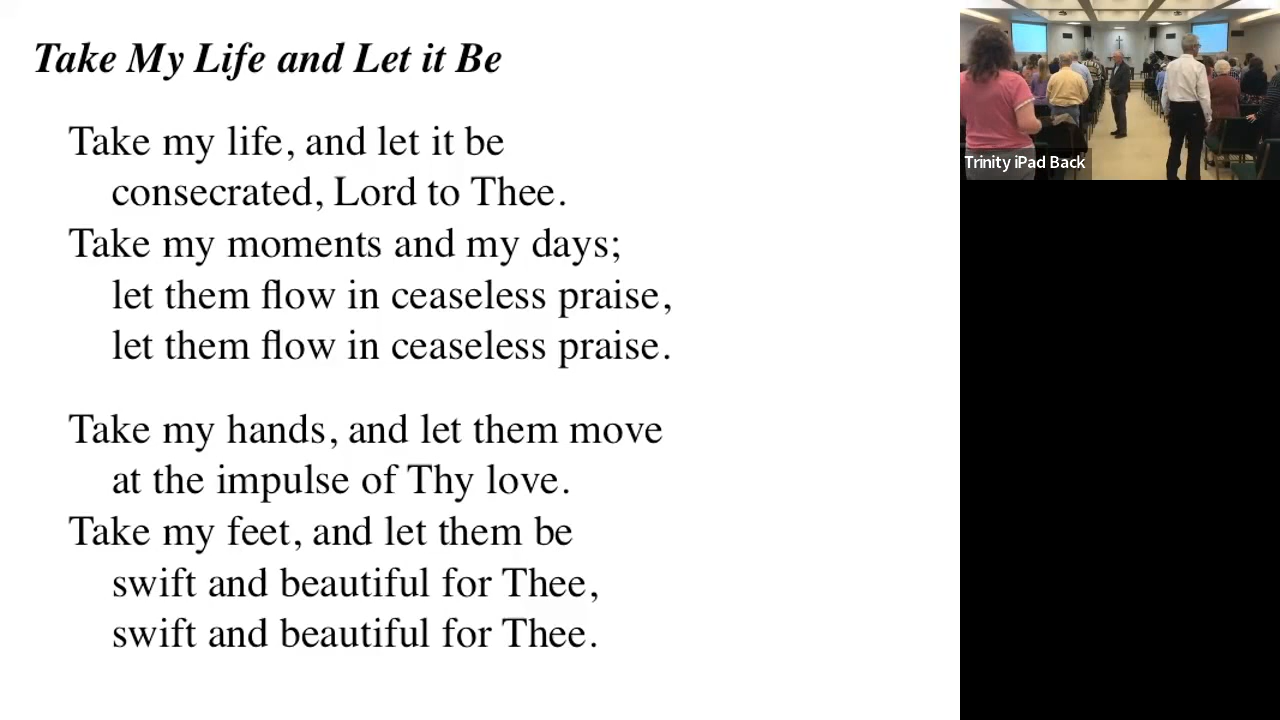 Take My Life and Let it Be
Take my life, and let it be
consecrated, Lord to Thee.
Take my moments and my days;
let them flow in ceaseless praise,
let them flow in ceaseless praise.
Take my hands, and let them move
at the impulse of Thy love.
Take my feet, and let them be
swift and beautiful for Thee,
swift and beautiful for Thee.
Trinity iPad Back